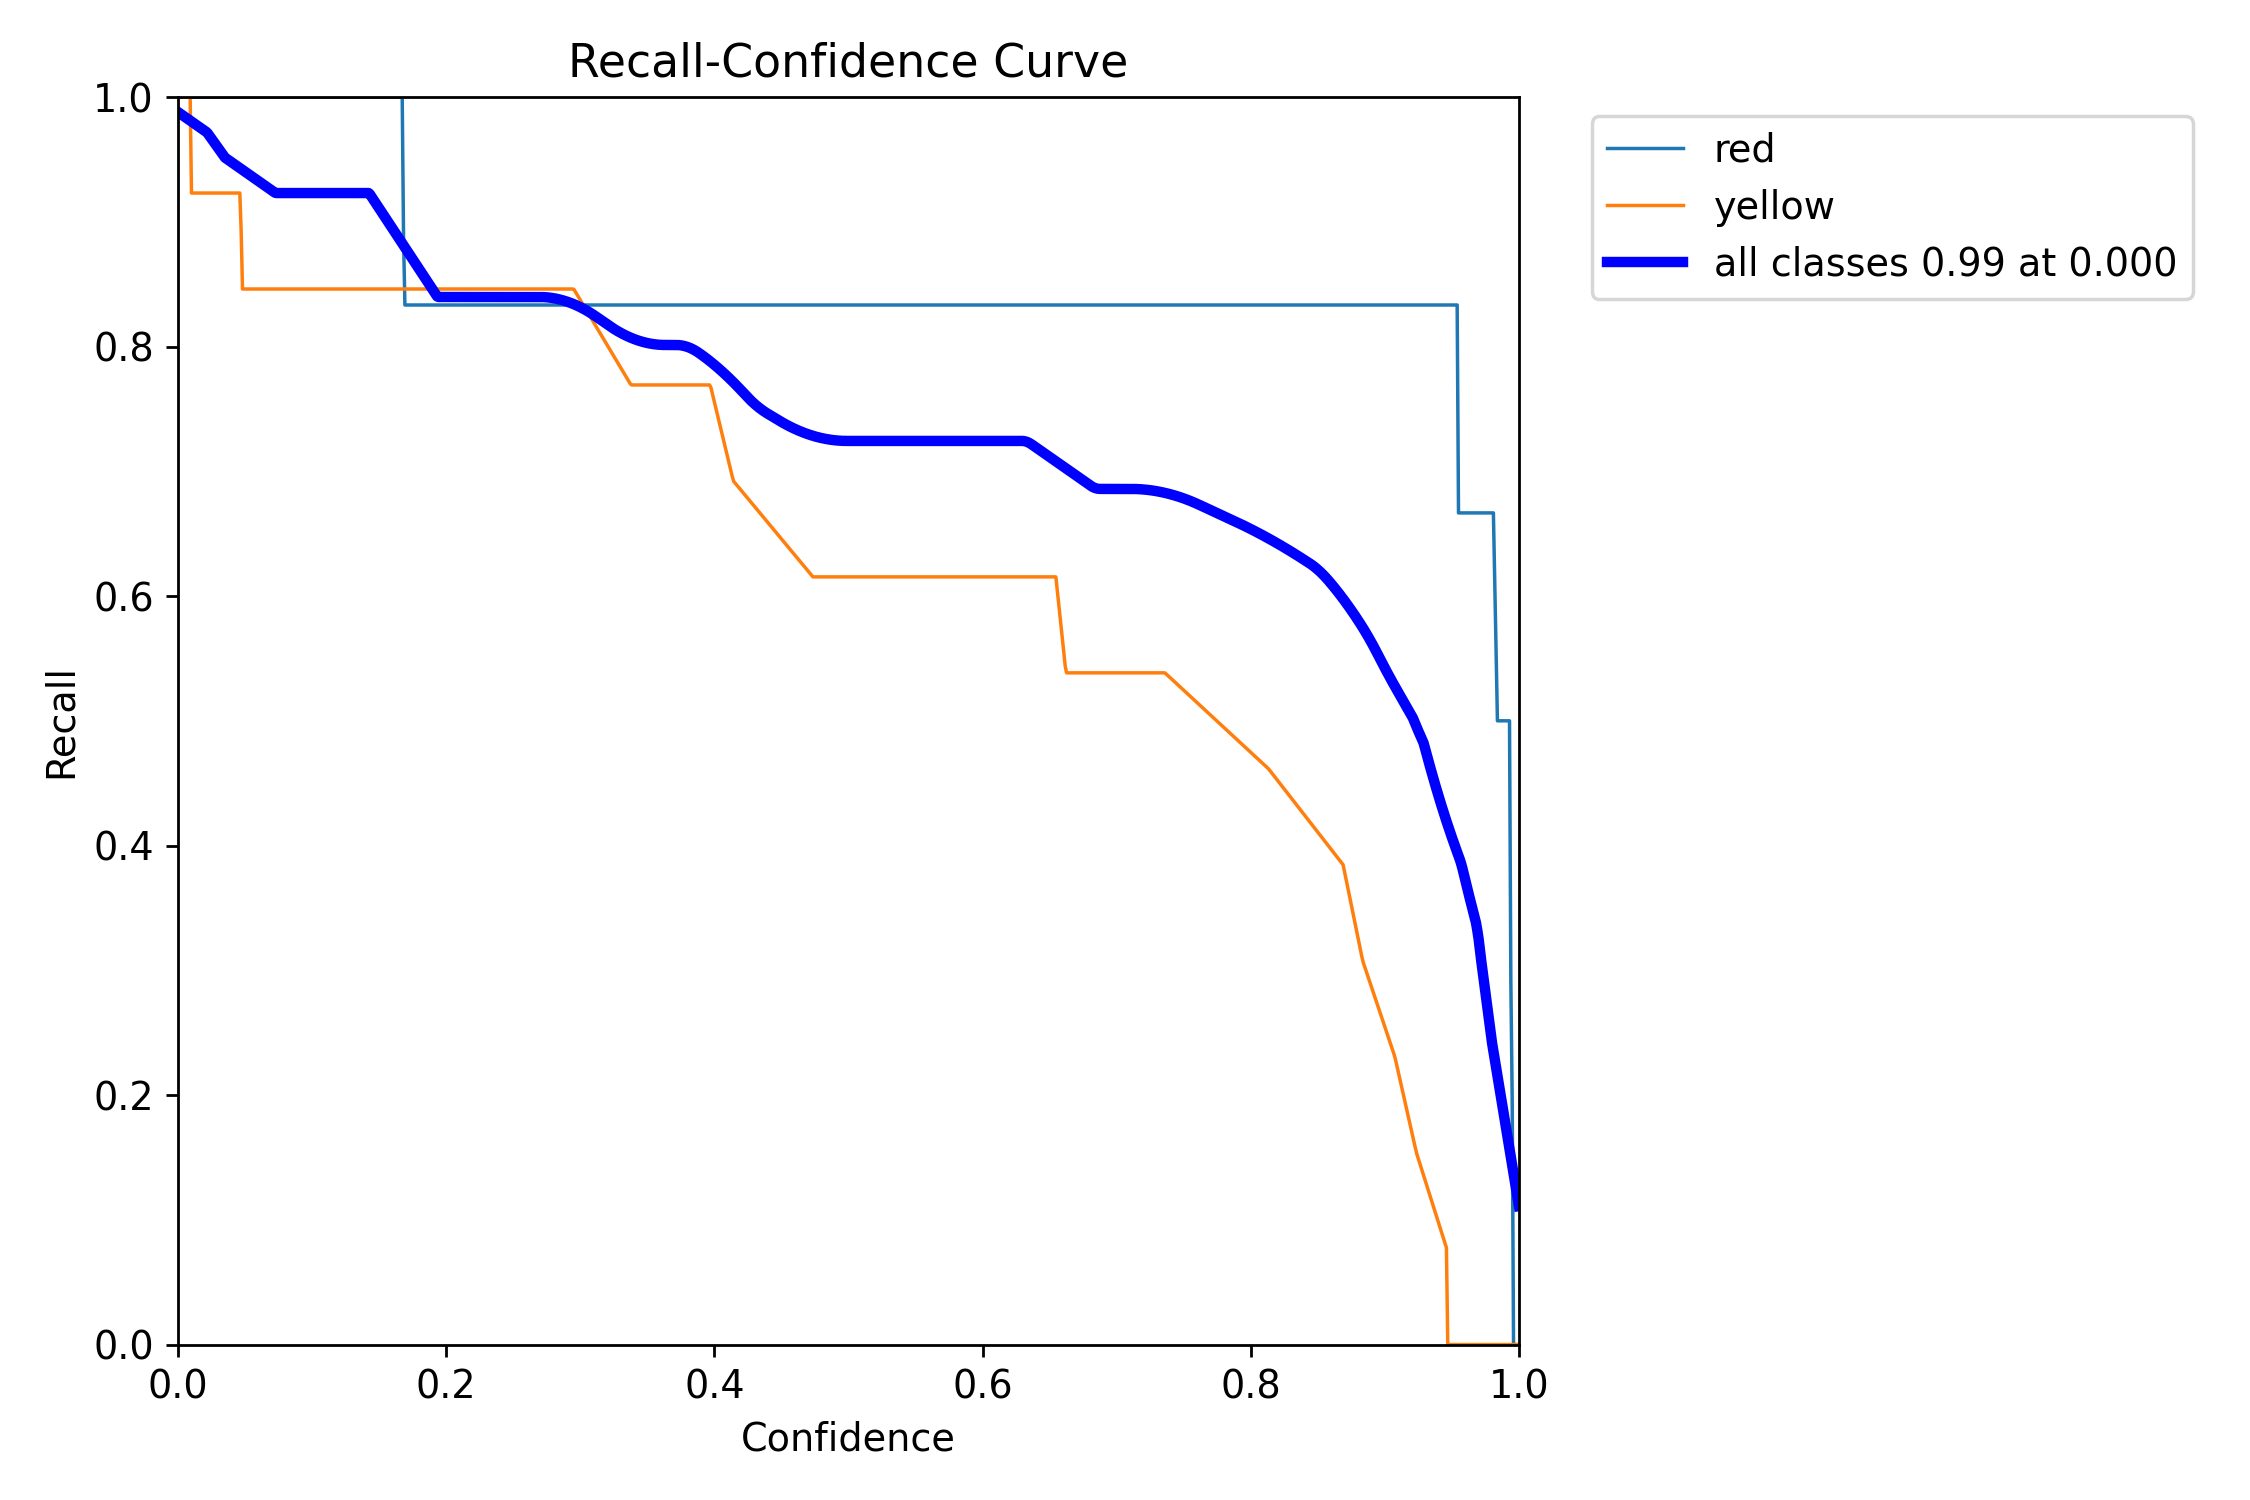 Recall-Confidence Curve
1.0
0.8
0.6
0.4
0.2
0.0
Recall
0.0 0.2 0.4 0.6 0.8 1.0
Confidence
red
yellow
all classes 0.99 at 0.000